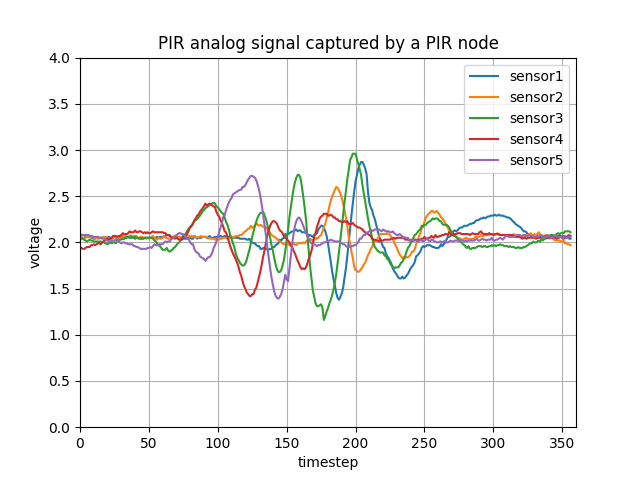 PIR analog signal captured by a PIR node
sensor1
sensor2
sensor3
sensor4
sensor5
voltage
4.0
3.5
3.0
2.5
2.0
1.5
1.0
0.5
0.0
0 50 100 150 200 250 300 350
timestep